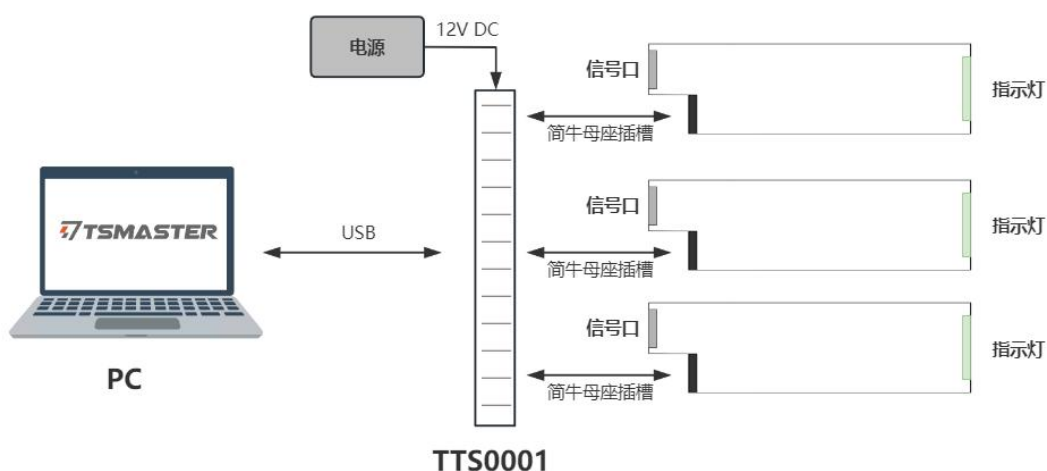 电源
12V DC
信号口
指示灯
简牛母座插槽
TSMASTER
USB
信号口
指示灯
简牛母座插槽
信号口
指示灯
简牛母座插槽
PC
TTS0001